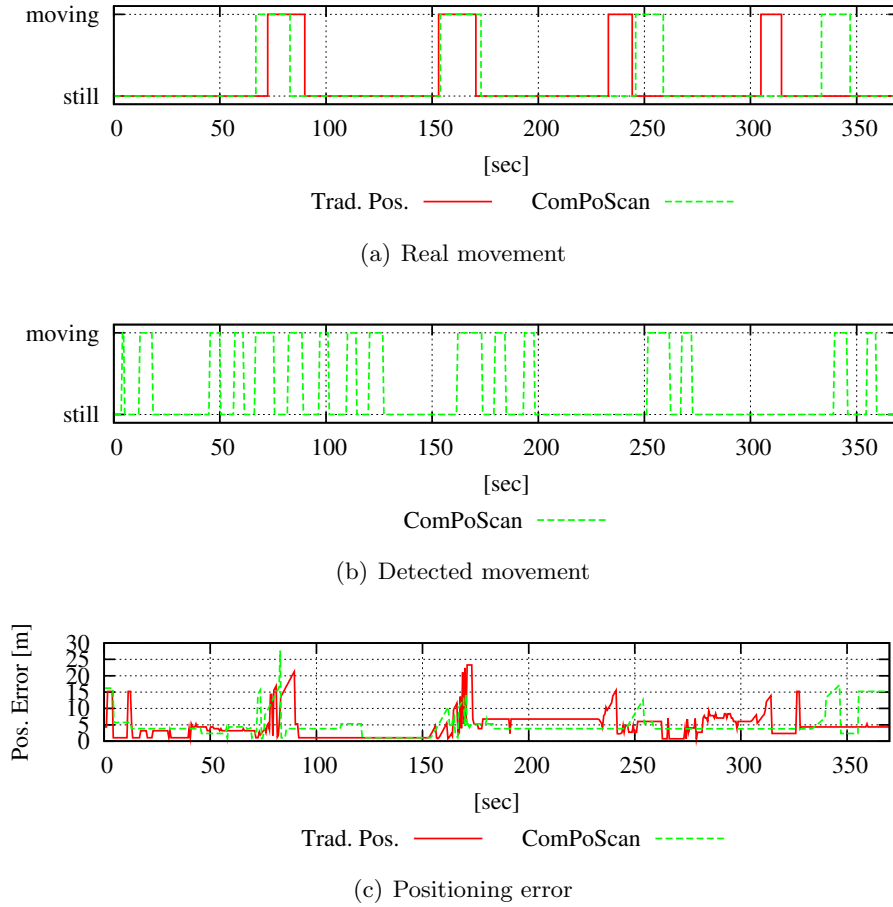 moving
still
0 50 100 150 200 250 300 350
[sec]
Trad. Pos. ComPoScan
(a) Real movement
moving
still
0 50 100 150 200 250 300 350
[sec]
ComPoScan
(b) Detected movement
Pos. Error [m]
30
25
20
15
10
5
0
0 50 100 150 200 250 300 350
[sec]
Trad. Pos. ComPoScan
(c) Positioning error